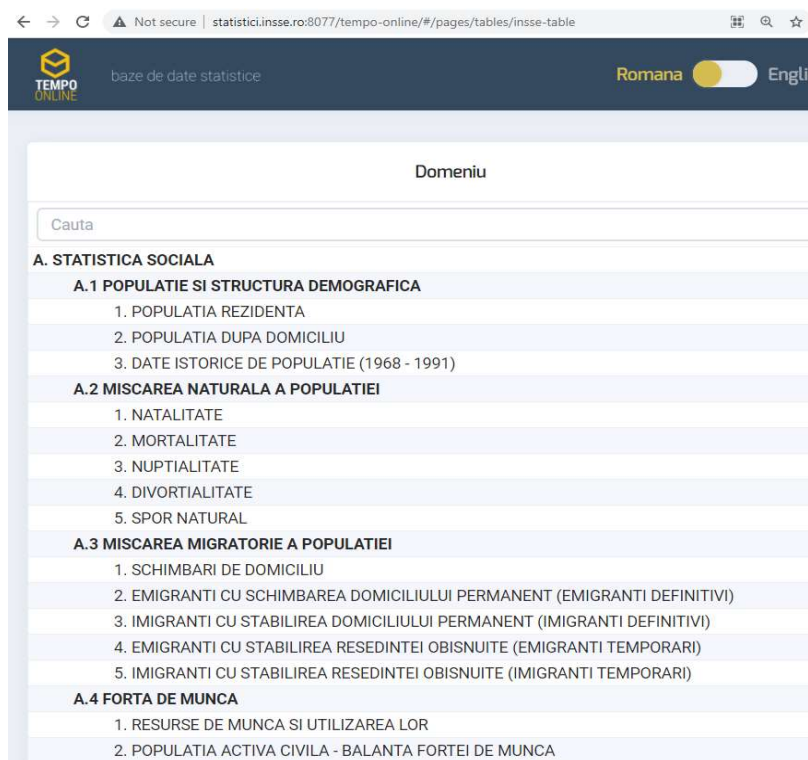 Not secure | statistici.insse.ro:8077/tempo-online/#/pages/tables/insse-table
TEMPO
ONLINE
baze de date statistice
Romana
Engli
Domeniu
Cauta
A. STATISTICA SOCIALA
A.1 POPULATIE SI STRUCTURA DEMOGRAFICA
1. POPULATIA REZIDENTA
2. POPULATIA DUPA DOMICILIU
3. DATE ISTORICE DE POPULATIE (1968 - 1991)
A.2 MISCAREA NATURALA A POPULATIEI
1. NATALITATE
2. MORTALITATE
3. NUPTIALITATE
4. DIVORTIALITATE
5. SPOR NATURAL
A.3 MISCAREA MIGRATORIE A POPULATIEI
1. SCHIMBARI DE DOMICILIU
2. EMIGRANTI CU SCHIMBAREA DOMICILIULUI PERMANENT (EMIGRANTI DEFINITIVI)
3. IMIGRANTI CU STABILIREA DOMICILIULUI PERMANENT (IMIGRANTI DEFINITIVI)
4. EMIGRANTI CU STABILIREA RESEDINTEI OBISNUITE (EMIGRANTI TEMPORARI)
5. IMIGRANTI CU STABILIREA RESEDINTEI OBISNUITE (IMIGRANTI TEMPORARI)
A.4 FORTA DE MUNCA
1. RESURSE DE MUNCA SI UTILIZAREA LOR
2. POPULATIA ACTIVA CIVILA - BALANTA FORTEI DE MUNCA